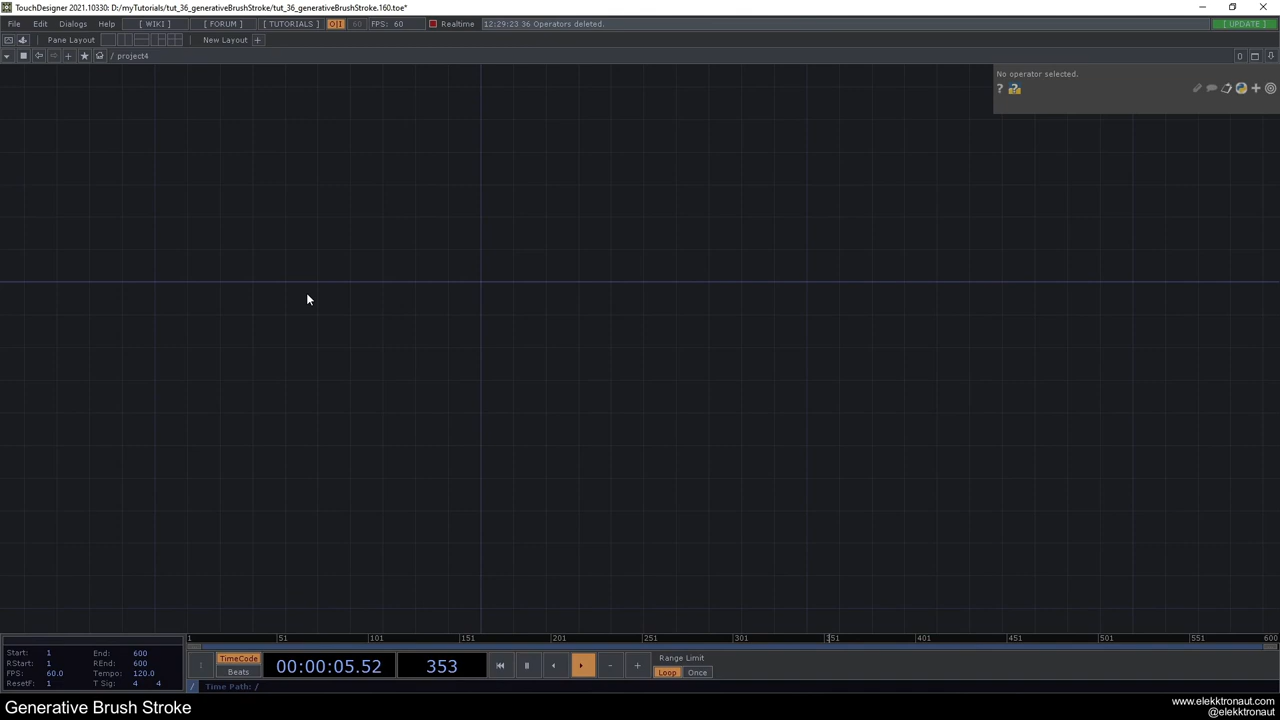 TouchDesigner 2021.10330: D:/myTutorials/tut_36_generativeBrushStroke/tut_36_generativeBrushStroke.160.toe*
File Edit Dialogs Help [ WIKI ] [ FORUM ] [ TUTORIALS ] O|I 60 FPS: 60 Realtime 12:29:23 36 Operators deleted. [ UPDATE ]
Pane Layout New Layout +
/ project4 0
No operator selected.
1 51 101 151 201 251 301 351 401 451 501 551 600
Start: 1 End: 600
RStart: 1 REnd: 600
FPS: 60.0 Tempo: 120.0
ResetF: 1 T Sig: 4 4
TimeCode
Beats
00:00:05.52 353
Range Limit
Loop Once
/ Time Path: /
Generative Brush Stroke
www.elekktronaut.com
@elekktronaut